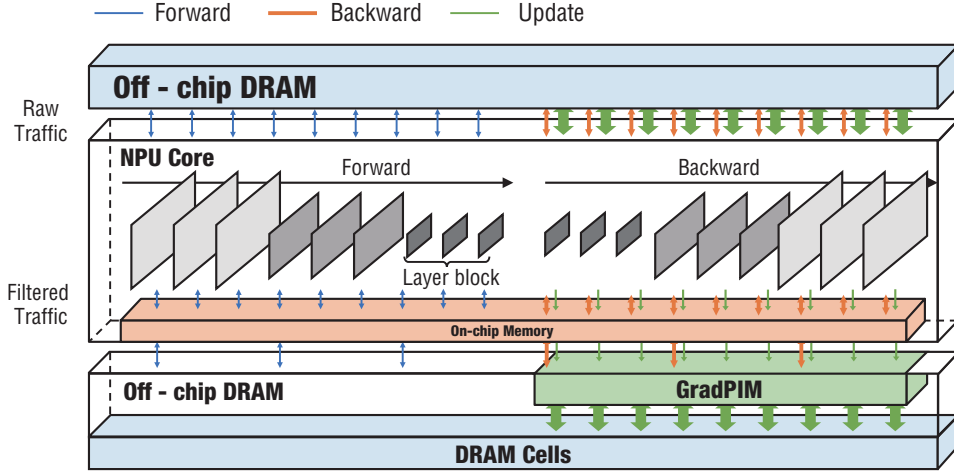 Forward Backward Update
Off - chip DRAM
Raw
Traffic
NPU Core
Forward Backward
Layer block
Filtered
Traffic
On-chip Memory
Off - chip DRAM
GradPIM
DRAM Cells